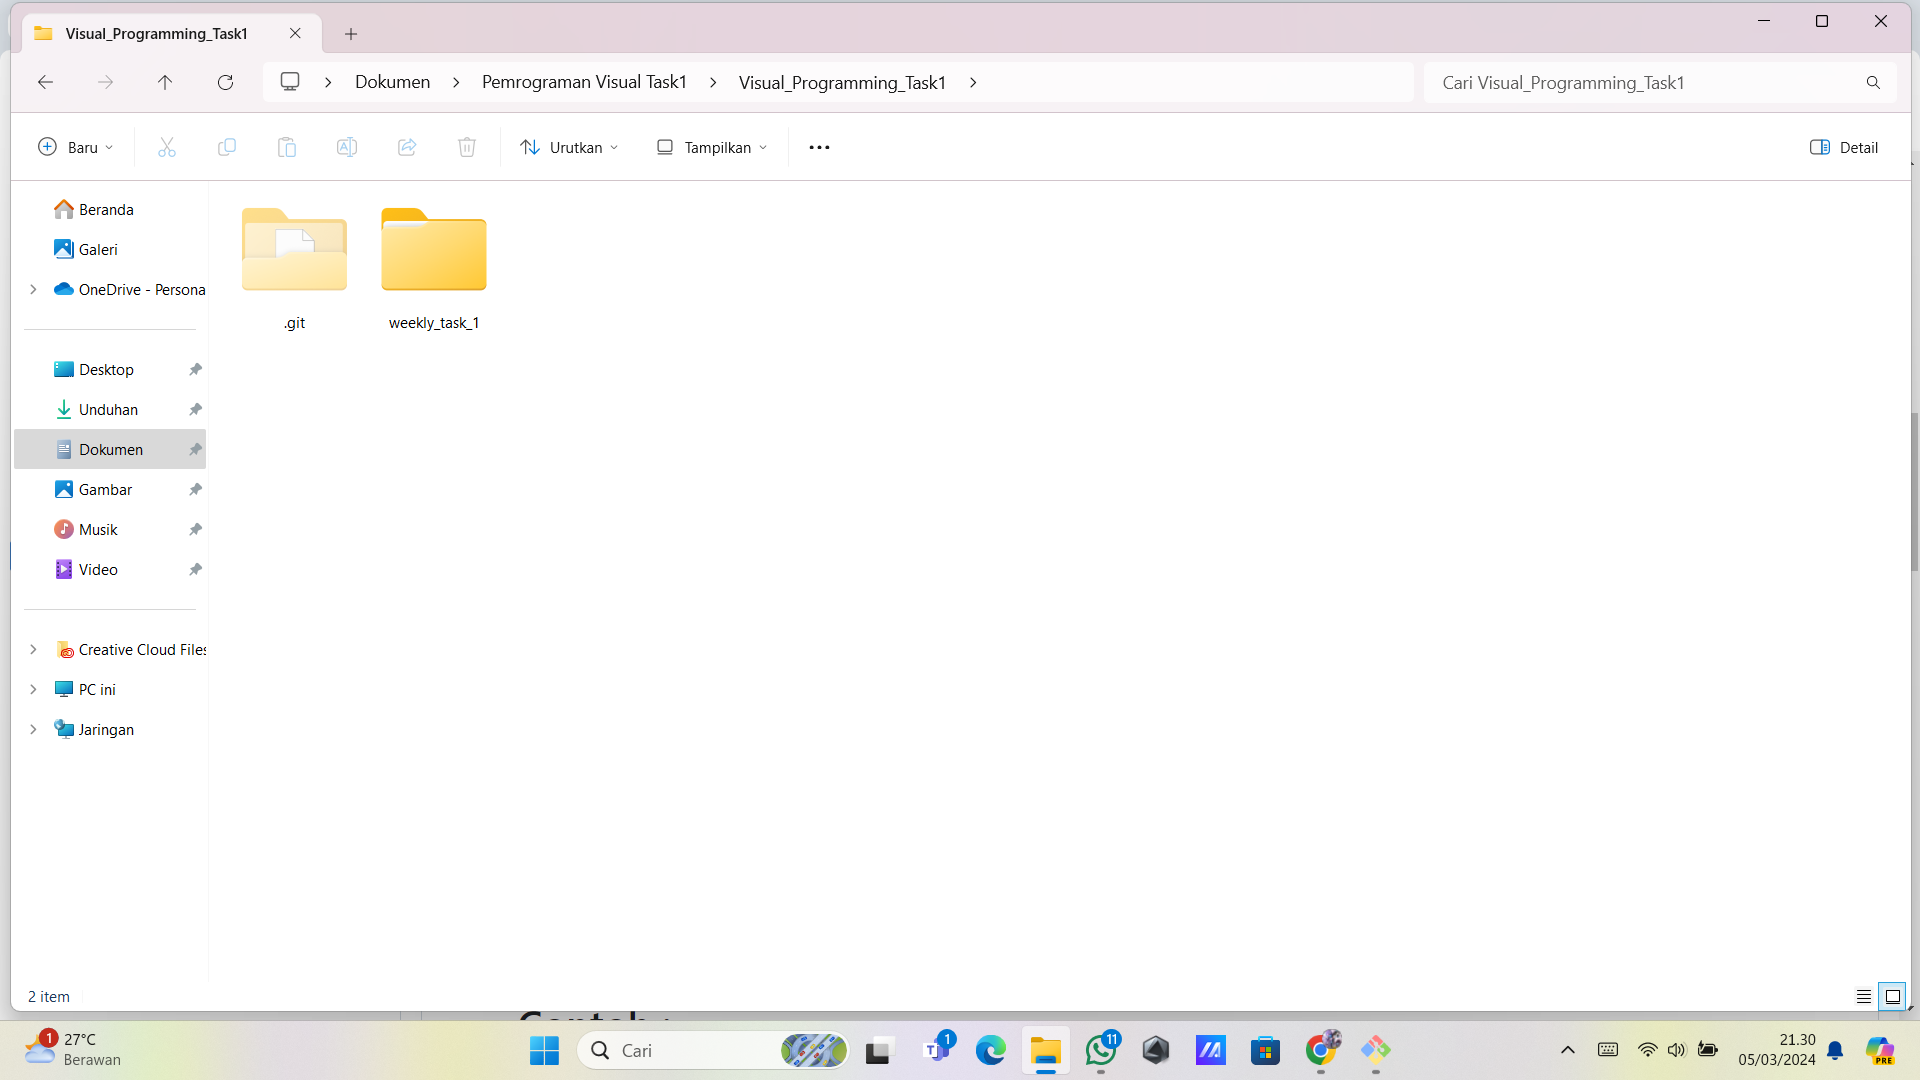 Visual_Programming_Task1
Dokumen
Pemrograman Visual Task1
Visual_Programming_Task1
Cari Visual_Programming_Task1
Baru
Urutkan
Tampilkan
Detail
Beranda
Galeri
OneDrive - Persona
Desktop
Unduhan
Dokumen
Gambar
Musik
Video
Creative Cloud Files
PC ini
Jaringan
.git
weekly_task_1
2 item
1
27°C
Berawan
Cari
1
11
21.30
05/03/2024
PRE